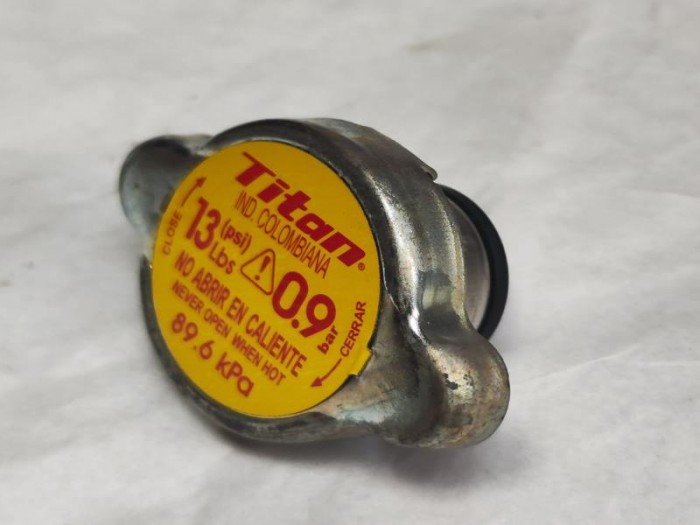 Titan®
IND. COLOMBIANA
CLOSE
13 (psi) Lbs
0.9 bar
NO ABRIR EN CALIENTE
NEVER OPEN WHEN HOT
89.6 kPa
CERRAR